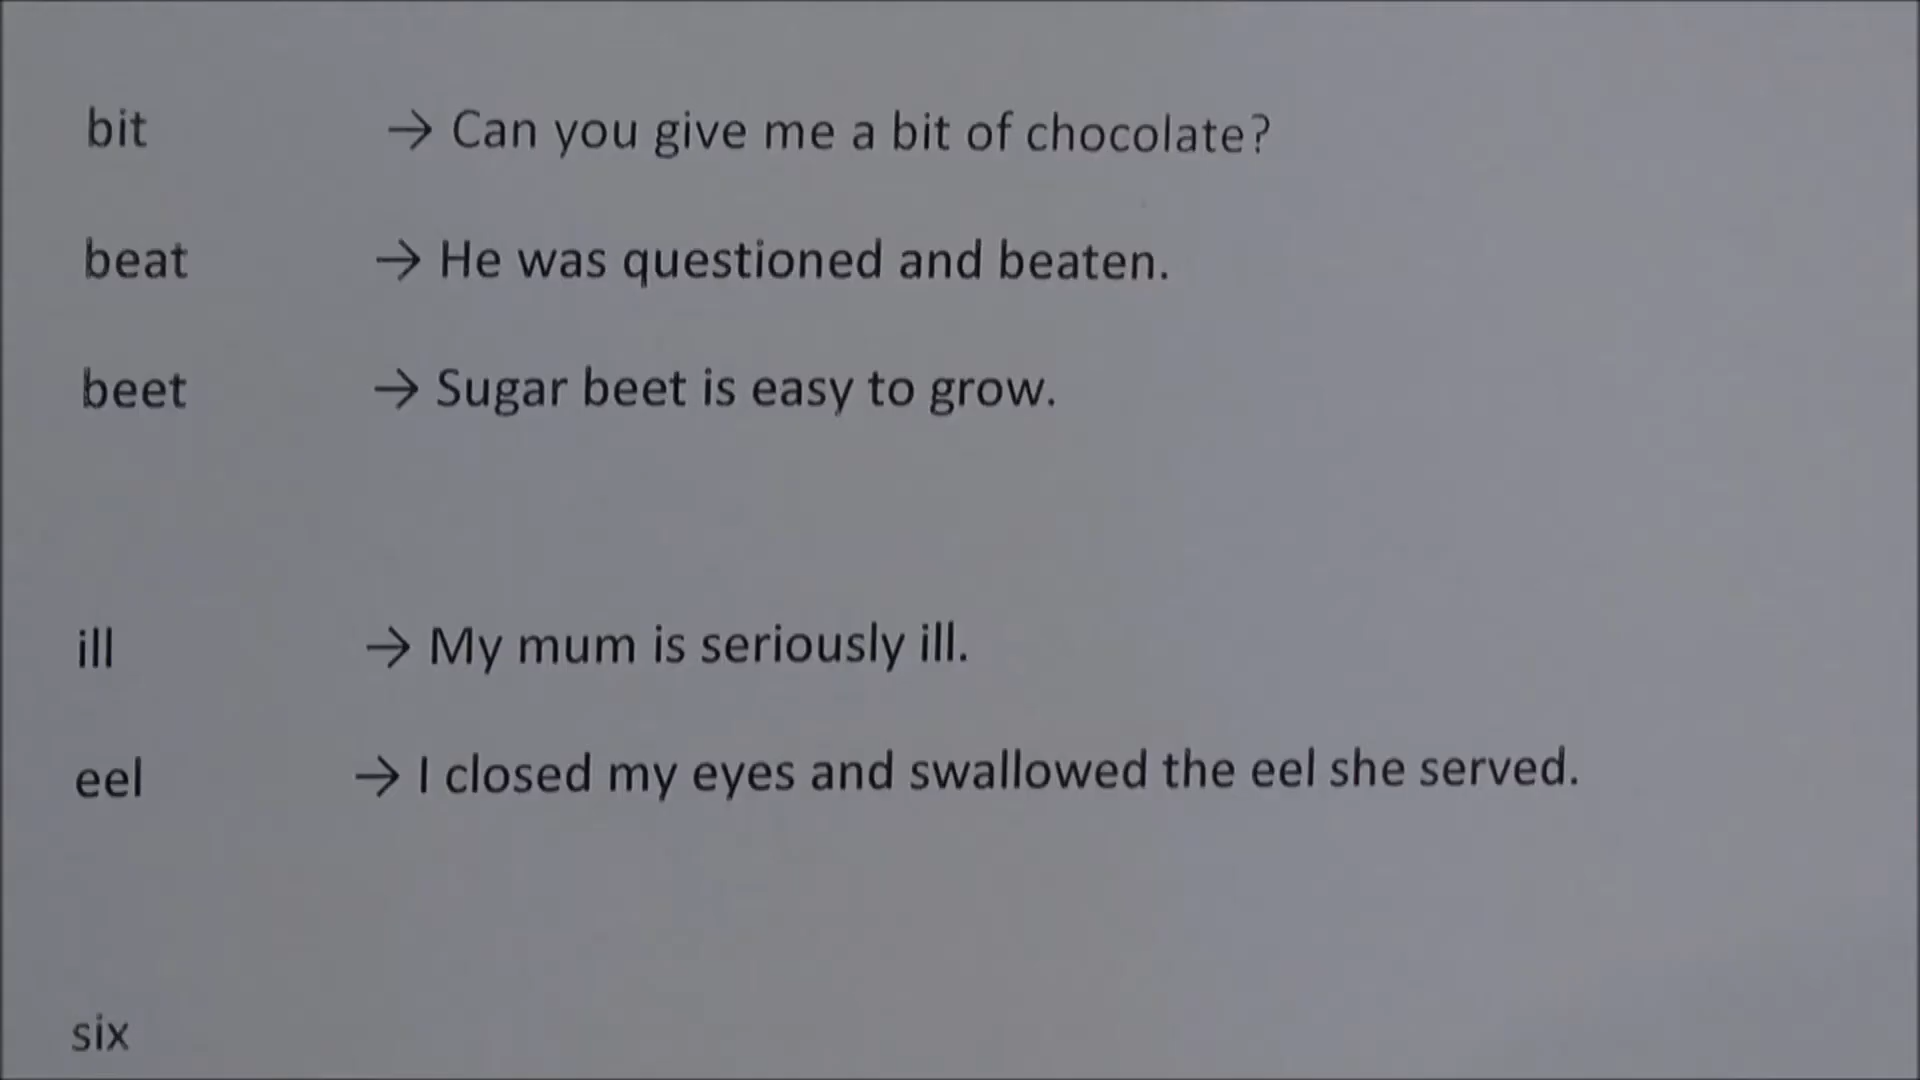 bit → Can you give me a bit of chocolate?
beat → He was questioned and beaten.
beet → Sugar beet is easy to grow.
ill → My mum is seriously ill.
eel → I closed my eyes and swallowed the eel she served.
six